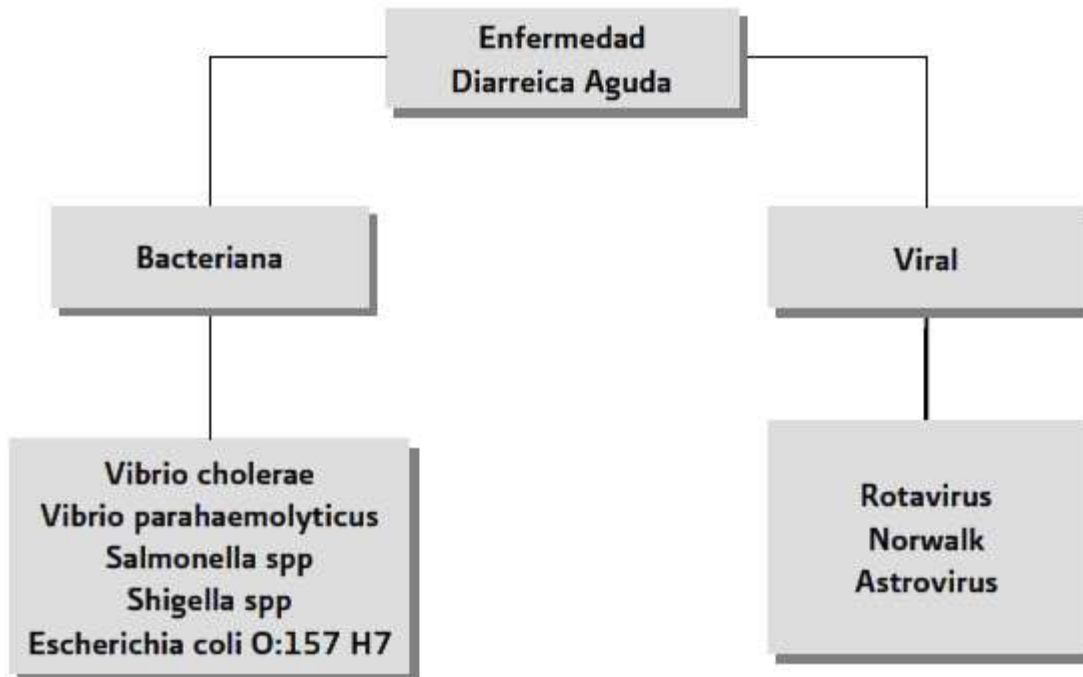 Enfermedad
Diarreica Aguda
Bacteriana
Viral
Vibrio cholerae
Vibrio parahaemolyticus
Salmonella spp
Shigella spp
Escherichia coli O:157 H7
Rotavirus
Norwalk
Astrovirus